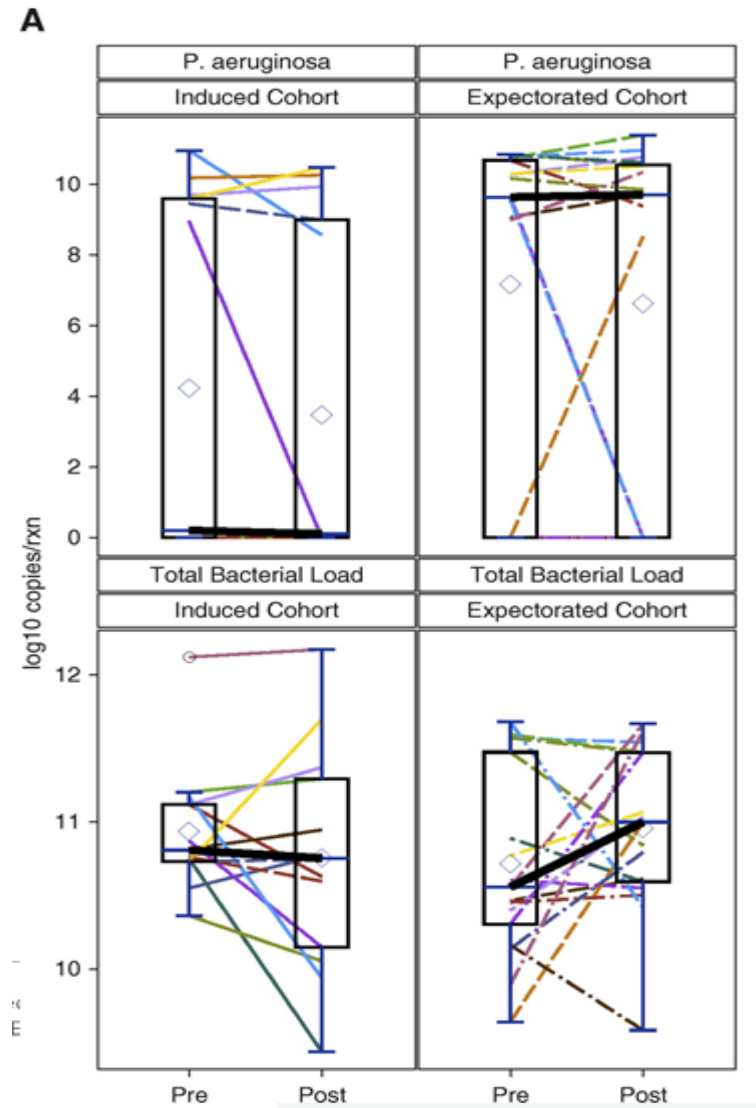 A
P. aeruginosa P. aeruginosa
Induced Cohort Expectorated Cohort
10
8
6
4
2
0
log10 copies/rxn
Total Bacterial Load Total Bacterial Load
Induced Cohort Expectorated Cohort
12
11
10
Pre Post Pre Post